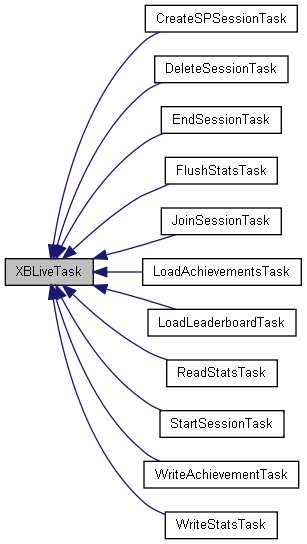 CreateSPSessionTask
DeleteSessionTask
EndSessionTask
FlushStatsTask
JoinSessionTask
XBLiveTask
LoadAchievementsTask
LoadLeaderboardTask
ReadStatsTask
StartSessionTask
WriteAchievementTask
WriteStatsTask